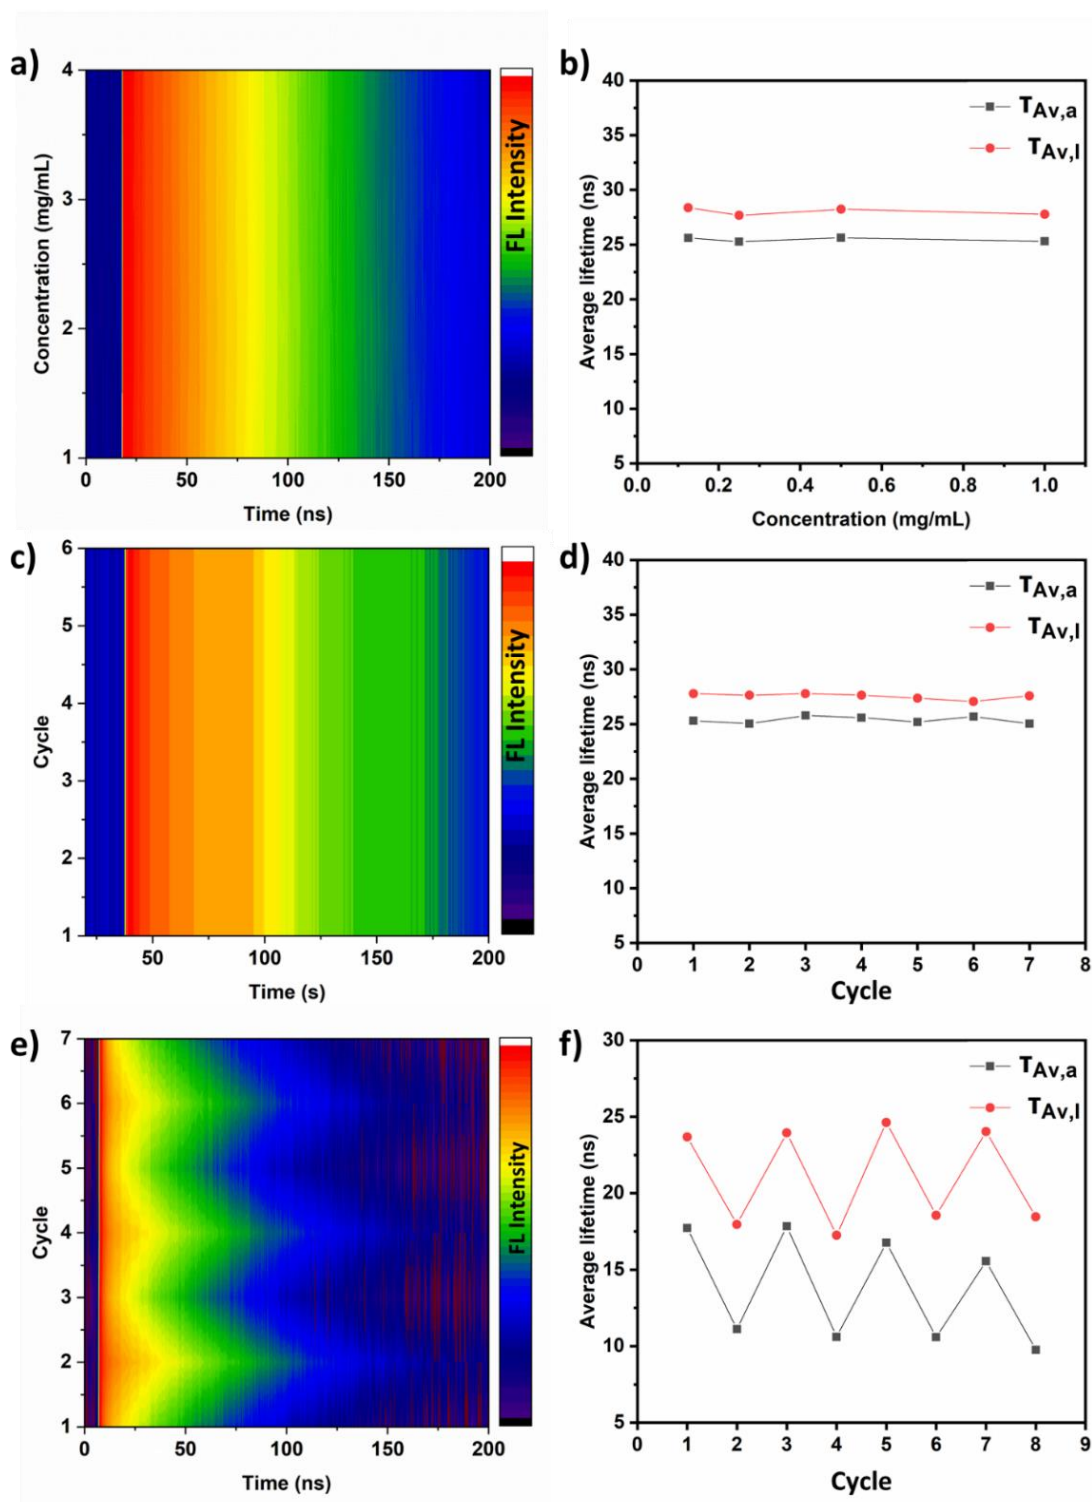 a)
4
3
2
1
Concentration (mg/mL)
0 50 100 150 200
Time (ns)
FL Intensity
b)
40
35
30
25
20
15
10
5
Average lifetime (ns)
0.0 0.2 0.4 0.6 0.8 1.0
Concentration (mg/mL)
τAv,a
τAv,l
c)
6
5
4
3
2
1
Cycle
50 100 150 200
Time (s)
FL Intensity
d)
40
35
30
25
20
15
10
5
Average lifetime (ns)
0 1 2 3 4 5 6 7 8
Cycle
τAv,a
τAv,l
e)
7
6
5
4
3
2
1
Cycle
0 50 100 150 200
Time (ns)
FL Intensity
f)
30
25
20
15
10
5
Average lifetime (ns)
0 1 2 3 4 5 6 7 8 9
Cycle
τAv,a
τAv,l